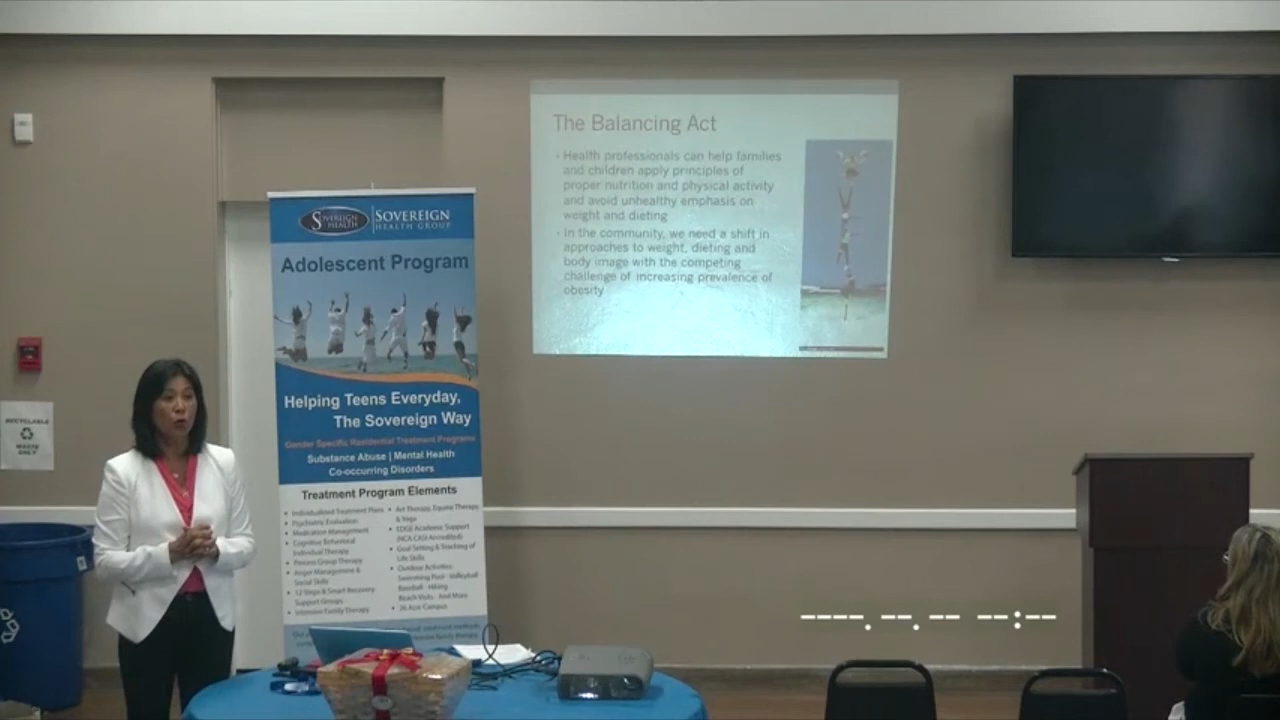 The Balancing Act
Health professionals can help families
and children apply principles of
proper nutrition and physical activity
and avoid unhealthy emphasis on
weight and dieting
In the community, we need a shift in
approaches to weight, dieting and
body image with the competing
challenge of increasing prevalence of
obesity
SOVEREIGN HEALTH
SOVEREIGN
HEALTH GROUP
Adolescent Program
Helping Teens Everyday,
The Sovereign Way
Gender Specific Residential Treatment Programs
Substance Abuse | Mental Health
Co-occurring Disorders
Treatment Program Elements
• Individualized Treatment Plans
• Psychiatric Evaluation
• Medication Management
• Cognitive Behavioral
Individual Therapy
• Process Group Therapy
• Anger Management &
Social Skills
• 12 Steps & Smart Recovery
Support Groups
• Intensive Family Therapy
• Art Therapy, Equine Therapy
& Yoga
• EDGE Academic Support
(NCA CASI Accredited)
• Goal Setting & Teaching of
Life Skills
• Outdoor Activities:
Swimming Pool - Volleyball
Baseball - Hiking
Beach Visits - And More
• 26 Acre Campus
RECYCLABLE
WASTE
ONLY
----.--.-- --:--